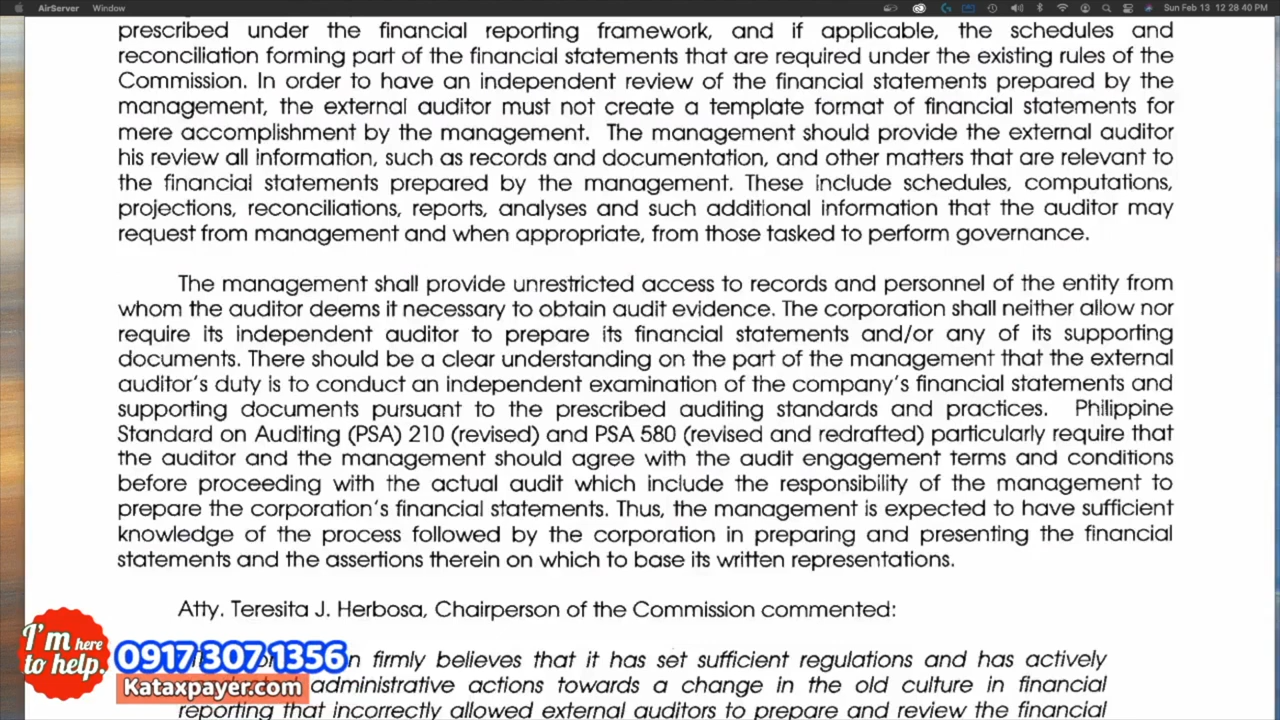 AirServer Window Sun Feb 13 12 28 40 PM
prescribed under the financial reporting framework, and if applicable, the schedules and
reconciliation forming part of the financial statements that are required under the existing rules of the
Commission. In order to have an independent review of the financial statements prepared by the
management, the external auditor must not create a template format of financial statements for
mere accomplishment by the management. The management should provide the external auditor
his review all information, such as records and documentation, and other matters that are relevant to
the financial statements prepared by the management. These include schedules, computations,
projections, reconciliations, reports, analyses and such additional information that the auditor may
request from management and when appropriate, from those tasked to perform governance.
The management shall provide unrestricted access to records and personnel of the entity from
whom the auditor deems it necessary to obtain audit evidence. The corporation shall neither allow nor
require its independent auditor to prepare its financial statements and/or any of its supporting
documents. There should be a clear understanding on the part of the management that the external
auditor's duty is to conduct an independent examination of the company's financial statements and
supporting documents pursuant to the prescribed auditing standards and practices. Philippine
Standard on Auditing (PSA) 210 (revised) and PSA 580 (revised and redrafted) particularly require that
the auditor and the management should agree with the audit engagement terms and conditions
before proceeding with the actual audit which include the responsibility of the management to
prepare the corporation's financial statements. Thus, the management is expected to have sufficient
knowledge of the process followed by the corporation in preparing and presenting the financial
statements and the assertions therein on which to base its written representations.
Atty. Teresita J. Herbosa, Chairperson of the Commission commented:
firmly believes that it has set sufficient regulations and has actively
administrative actions towards a change in the old culture in financial
reporting that incorrectly allowed external auditors to prepare and review the financial
I'm here
to help.
0917 307 1356
Kataxpayer.com